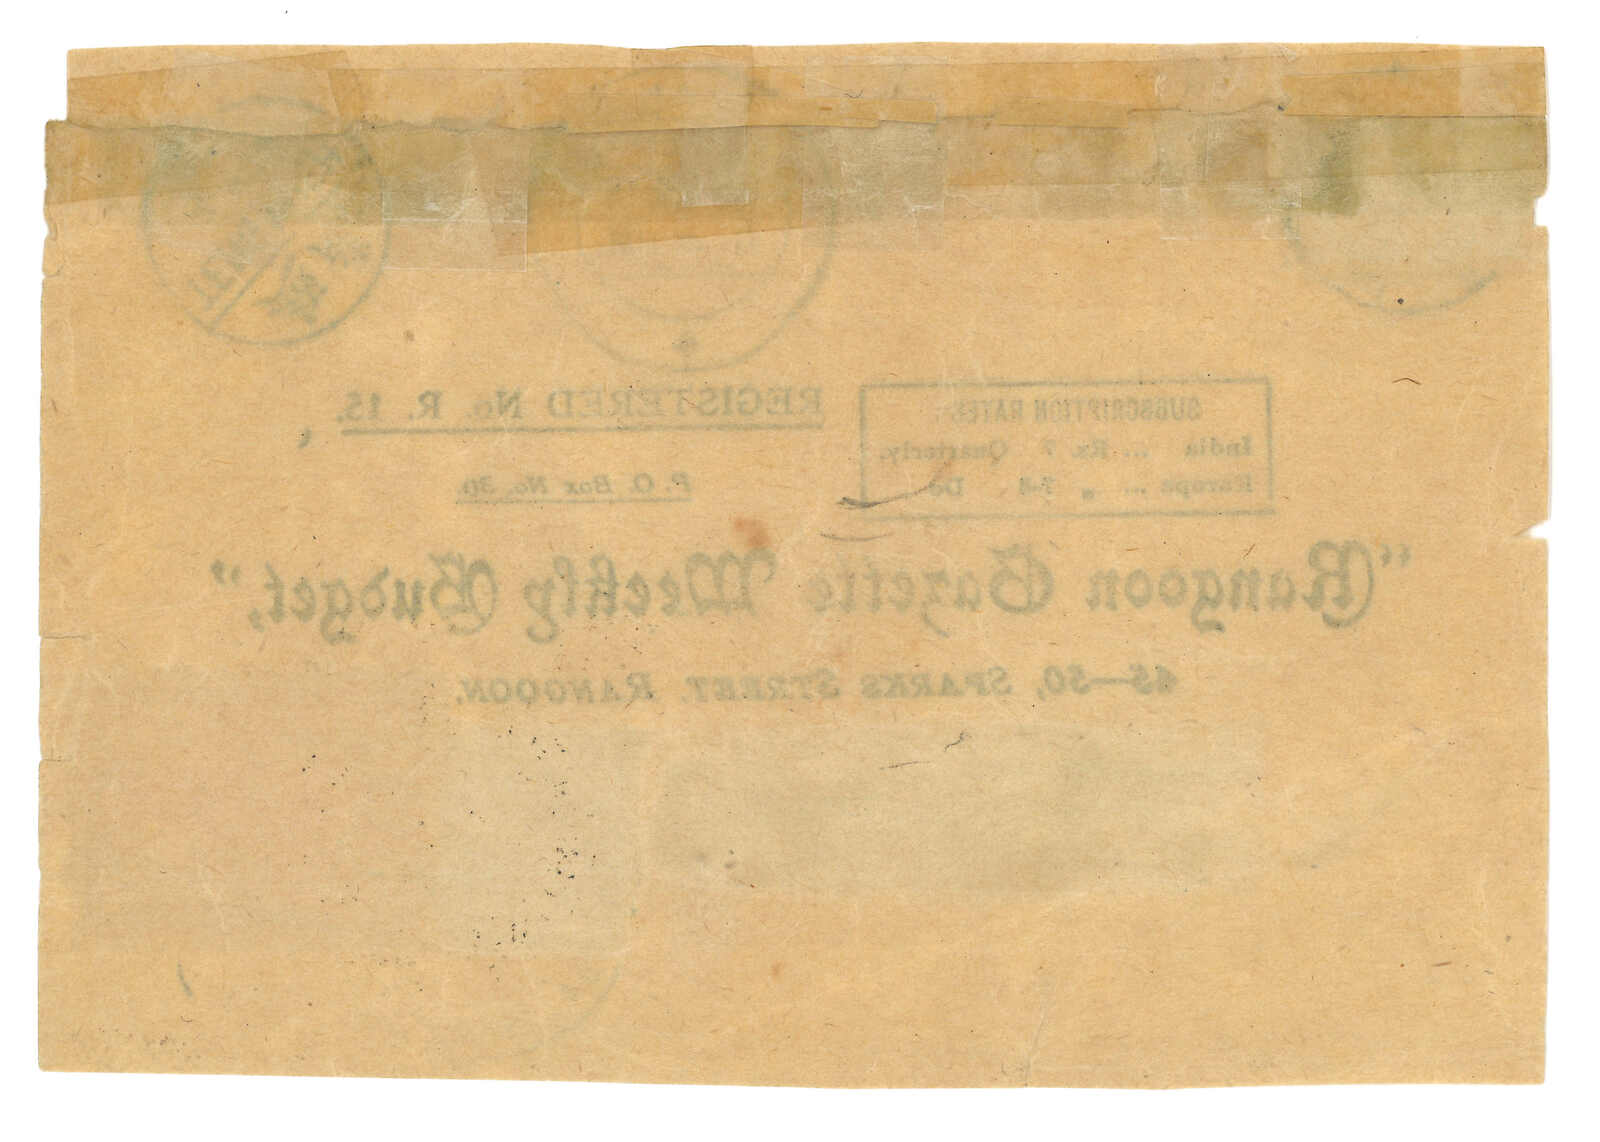 REGISTERED No. R. 15.
P. O. Box No. 30.
SUBSCRIPTION RATES:
India ... Rs. 7 Quarterly.
Europe ... „ 7-8 Do
"Rangoon Gazette Weekly Budget,"
45—50, SPARKS STREET, RANGOON.